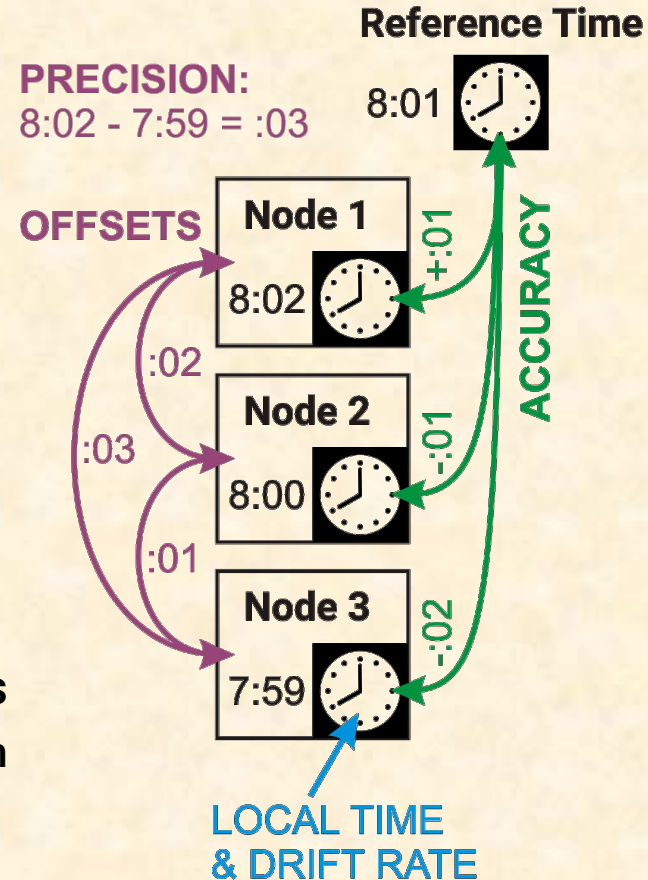 Reference Time
8:01
PRECISION:
8:02 - 7:59 = :03
OFFSETS
Node 1
8:02
+:01
ACCURACY
:02
Node 2
8:00
-:01
:03
:01
Node 3
7:59
-:02
s
n
LOCAL TIME
& DRIFT RATE